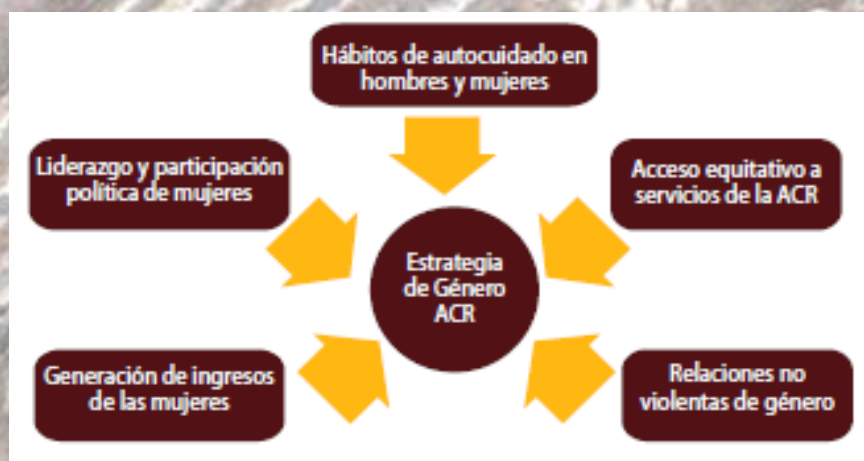 Hábitos de autocuidado en
hombres y mujeres
Liderazgo y participación
política de mujeres
Acceso equitativo a
servicios de la ACR
Estrategia
de Género
ACR
Generación de ingresos
de las mujeres
Relaciones no
violentas de género